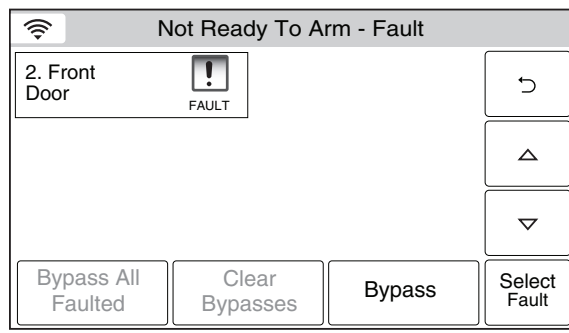 Not Ready To Arm - Fault
2. Front
Door
FAULT
Bypass All
Faulted
Clear
Bypasses
Bypass
Select
Fault